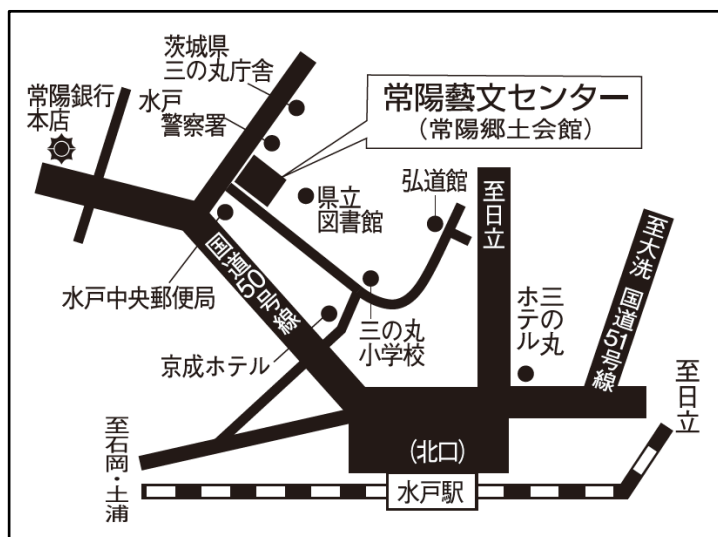 茨城県
三の丸庁舎
常陽銀行
本店
水戸
警察署
常陽藝文センター
(常陽郷土会館)
弘道館
県立
図書館
至日立
至大洗 国道51号線
国道50号線
水戸中央郵便局
三の丸
ホテル
三の丸
小学校
京成ホテル
至日立
至石岡・土浦
(北口)
水戸駅